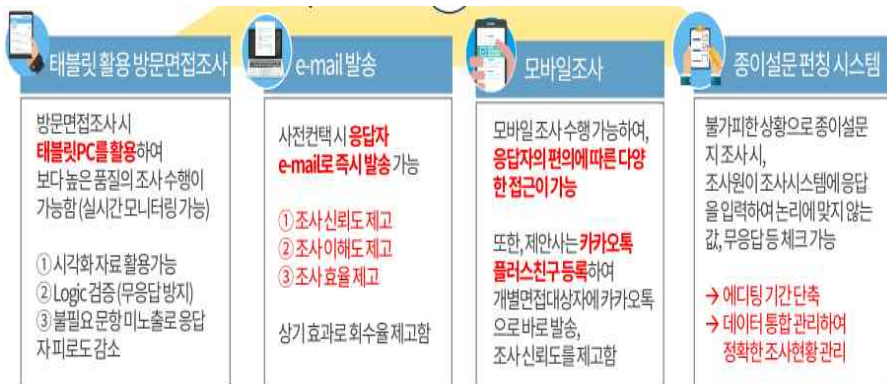 태블릿 활용 방문면접조사
방문면접조사 시
태블릿PC를 활용하여
보다 높은 품질의 조사 수행이
가능함 (실시간 모니터링 가능)
① 시각화 자료 활용가능
② Logic 검증 (무응답 방지)
③ 불필요 문항 미노출로 응답
자 피로도 감소
e-mail 발송
사전컨택 시 응답자
e-mail로 즉시 발송 가능
① 조사 신뢰도 제고
② 조사 이해도 제고
③ 조사 효율 제고
상기 효과로 회수율 제고함
모바일조사
모바일 조사 수행 가능하여,
응답자의 편의에 따른 다양
한 접근이 가능
또한, 제안사는 카카오톡
플러스친구 등록하여
개별면접대상자에 카카오톡
으로 바로 발송,
조사 신뢰도를 제고함
종이설문 펀칭 시스템
불가피한 상황으로 종이설문
지 조사 시,
조사원이 조사시스템에 응답
을 입력하여 논리에 맞지 않는
값, 무응답 등 체크 가능
→ 에디팅 기간 단축
→ 데이터 통합 관리하여
정확한 조사현황 관리